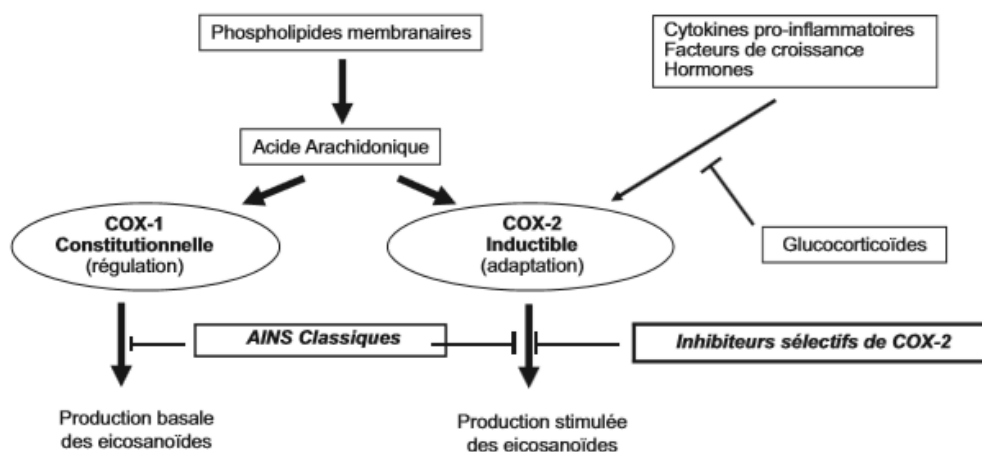 Phospholipides membranaires
Cytokines pro-inflammatoires
Facteurs de croissance
Hormones
Acide Arachidonique
COX-1
Constitutionnelle
(régulation)
COX-2
Inductible
(adaptation)
Glucocorticoïdes
AINS Classiques
Inhibiteurs sélectifs de COX-2
Production basale
des eicosanoïdes
Production stimulée
des eicosanoïdes